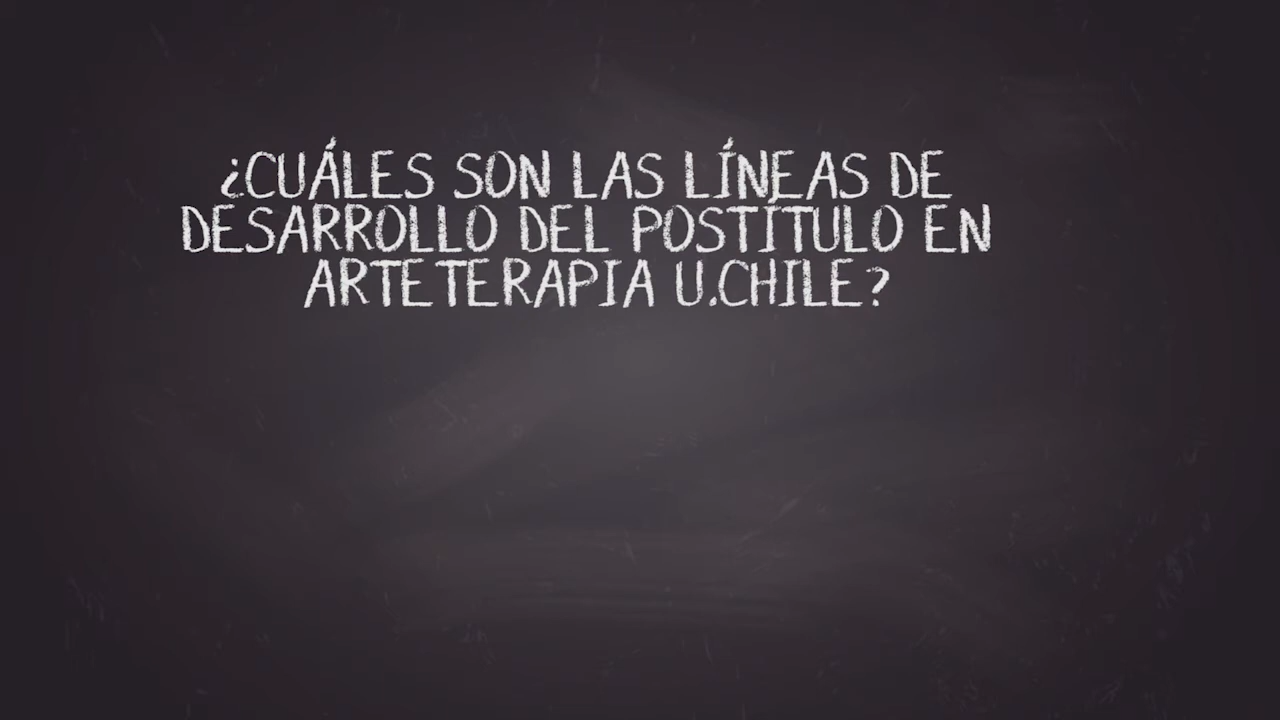 ¿CUÁLES SON LAS LÍNEAS DE
DESARROLLO DEL POSTÍTULO EN
ARTETERAPIA U.CHILE?